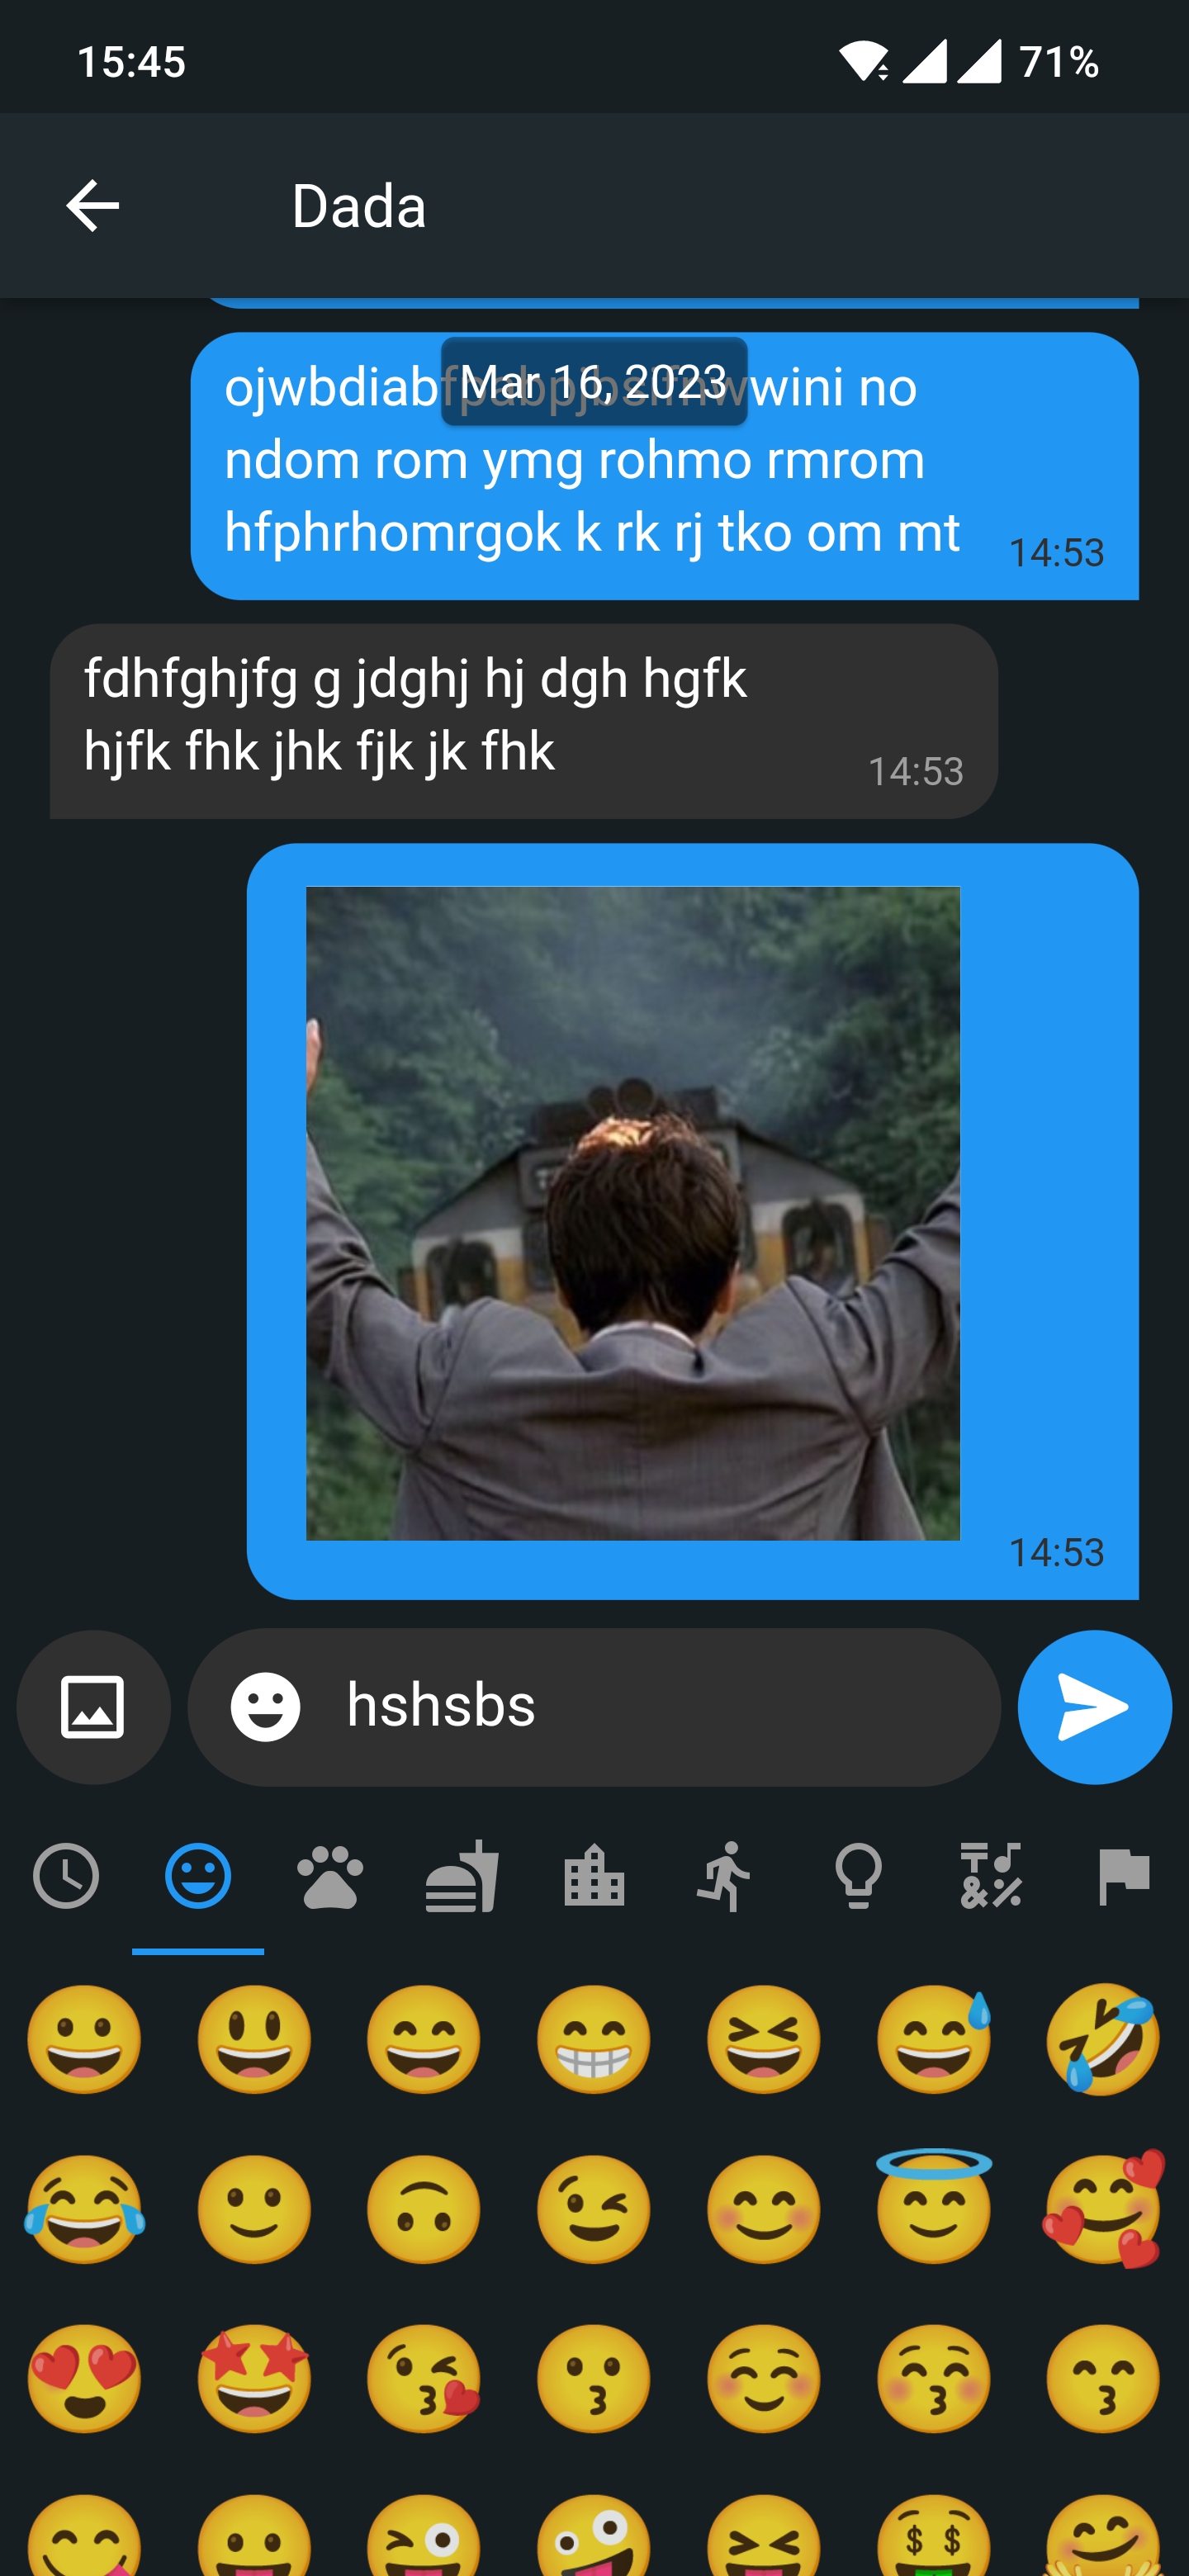 15:45
71%
Dada
Mar 16, 2023
wini no
ndom rom ymg rohmo rmrom
hfphrhomrgok k rk rj tko om mt
14:53
fdhfghjfg g jdghj hj dgh hgfk
hjfk fhk jhk fjk jk fhk
14:53
14:53
hshsbs